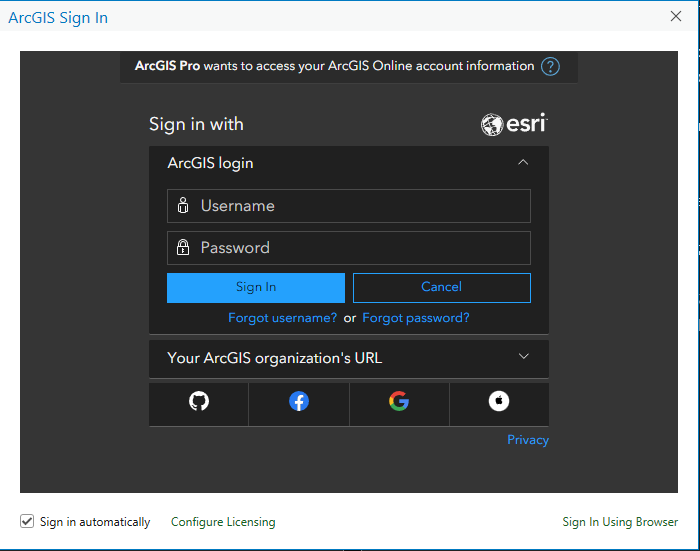 ArcGIS Sign In
ArcGIS Pro wants to access your ArcGIS Online account information ?
Sign in with esri
ArcGIS login
Username
Password
Sign In Cancel
Forgot username? or Forgot password?
Your ArcGIS organization's URL
G
Privacy
Sign in automatically Configure Licensing Sign In Using Browser